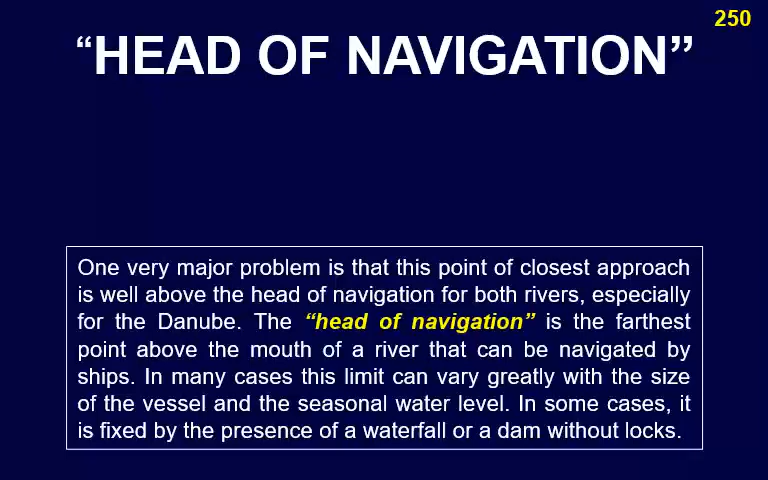 250
“HEAD OF NAVIGATION”
One very major problem is that this point of closest approach
is well above the head of navigation for both rivers, especially
for the Danube. The “head of navigation” is the farthest
point above the mouth of a river that can be navigated by
ships. In many cases this limit can vary greatly with the size
of the vessel and the seasonal water level. In some cases, it
is fixed by the presence of a waterfall or a dam without locks.